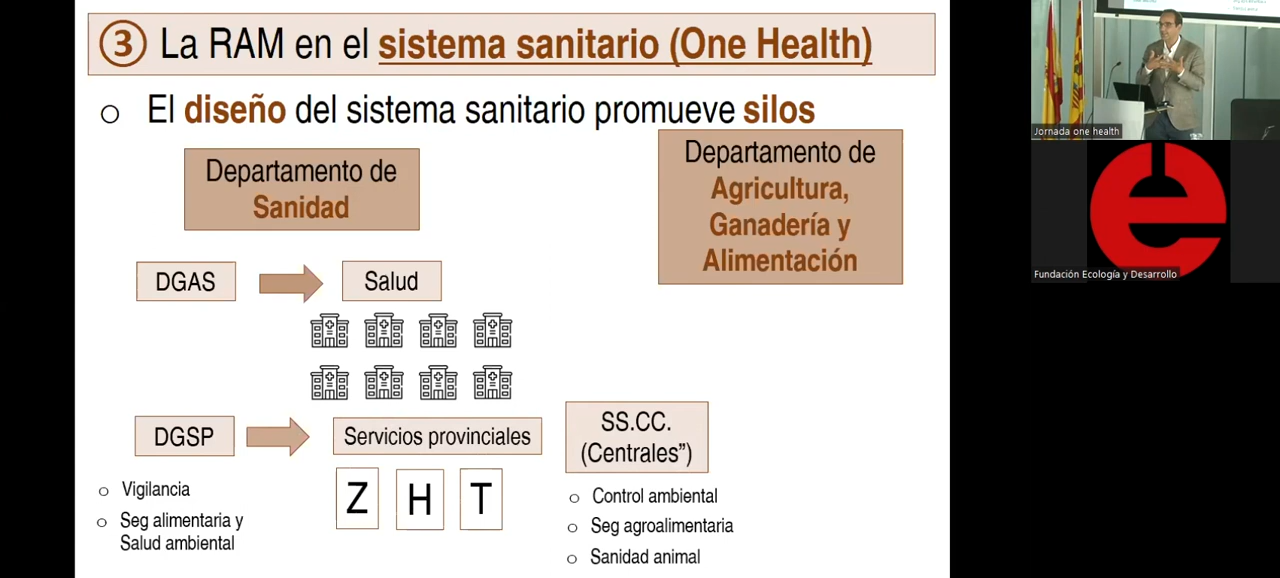 3 La RAM en el sistema sanitario (One Health)
o El diseño del sistema sanitario promueve silos
Departamento de
Sanidad
Departamento de
Agricultura,
Ganadería y
Alimentación
DGAS
Salud
DGSP
Servicios provinciales
SS.CC.
(Centrales”)
Z H T
o Vigilancia
o Seg alimentaria y
Salud ambiental
o Control ambiental
o Seg agroalimentaria
o Sanidad animal
Jornada one health
e
Fundación Ecología y Desarrollo